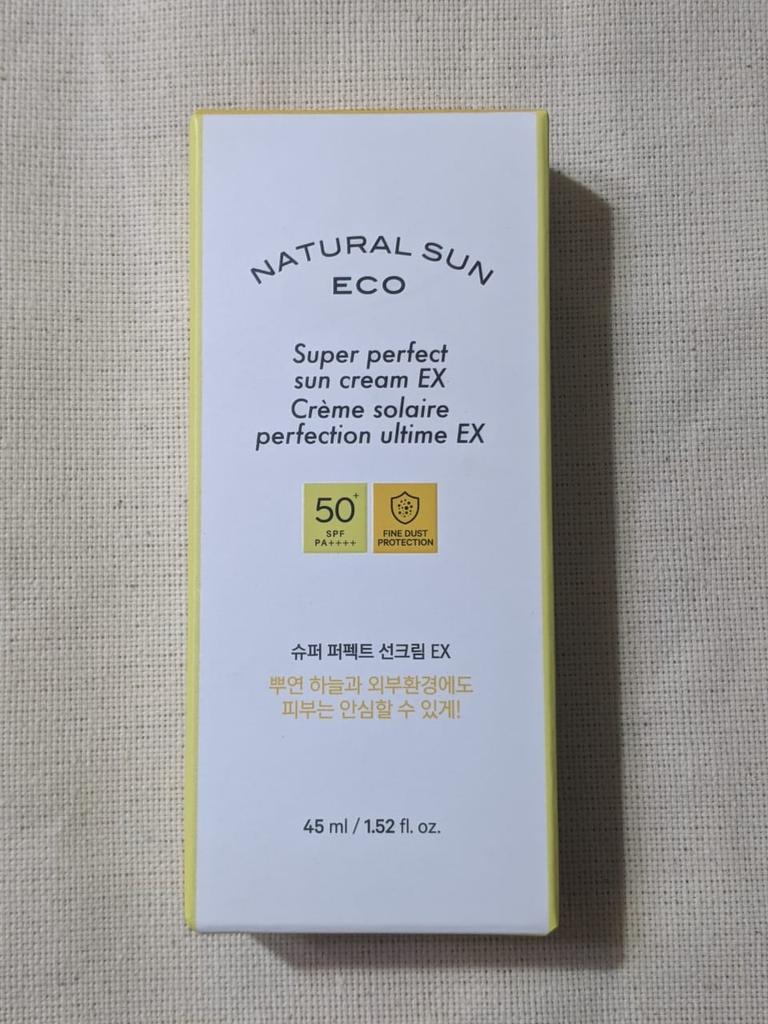 NATURAL SUN
ECO
Super perfect
sun cream EX
Crème solaire
perfection ultime EX
50+
SPF
PA++++
FINE DUST
PROTECTION
슈퍼 퍼펙트 선크림 EX
뿌연 하늘과 외부환경에도
피부는 안심할 수 있게!
45 ml / 1.52 fl. oz.